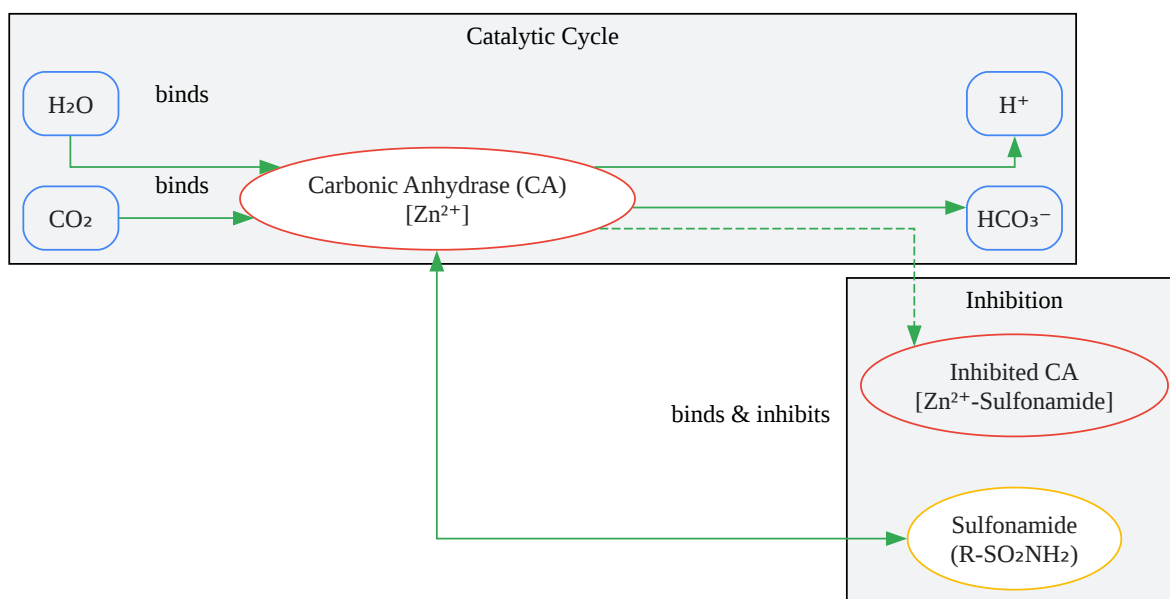 Catalytic Cycle
H₂O
binds
H⁺
binds
Carbonic Anhydrase (CA)
[Zn²⁺]
CO₂
HCO₃⁻
Inhibition
Inhibited CA
[Zn²⁺-Sulfonamide]
binds & inhibits
Sulfonamide
(R-SO₂NH₂)